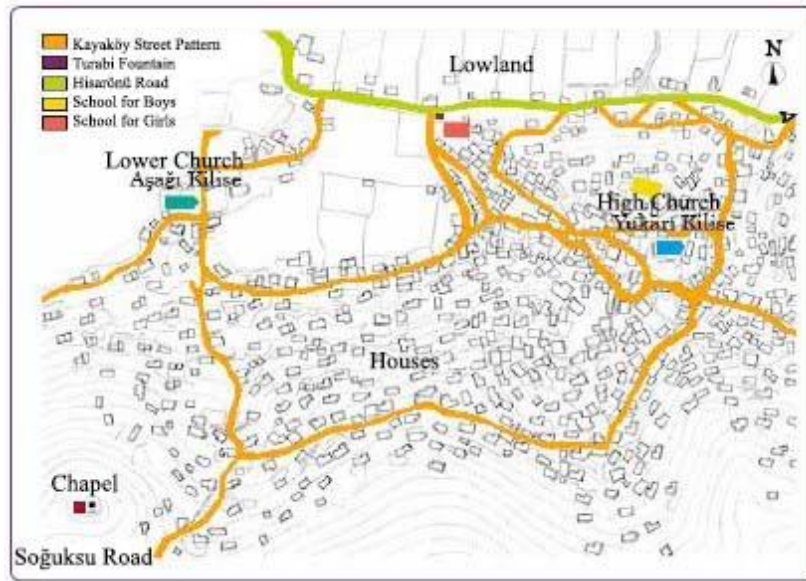 Kayaköy Street Pattern
Turabi Fountain
Hisarönü Road
School for Boys
School for Girls
Lowland
N
Lower Church
Aşağı Kilise
High Church
Yukarı Kilise
Houses
Chapel
Soğuksu Road